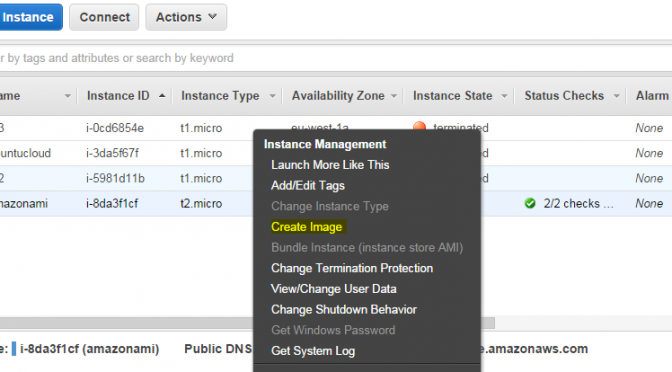 Instance Connect Actions
r by tags and attributes or search by keyword
ame Instance ID Instance Type Availability Zone Instance State Status Checks Alarm
3 i-0cd6854e t1.micro eu-west-1a terminated None
untucloud i-3da5f67f t1.micro None
2 i-5981d11b t1.micro d None
mazonami i-8da3f1cf t2.micro 2/2 checks ... None
Instance Management
Launch More Like This
Add/Edit Tags
Change Instance Type
Create Image
Bundle Instance (instance store AMI)
Change Termination Protection
View/Change User Data
Change Shutdown Behavior
Get Windows Password
Get System Log
e: i-8da3f1cf (amazonami) Public DNS e.amazonaws.com